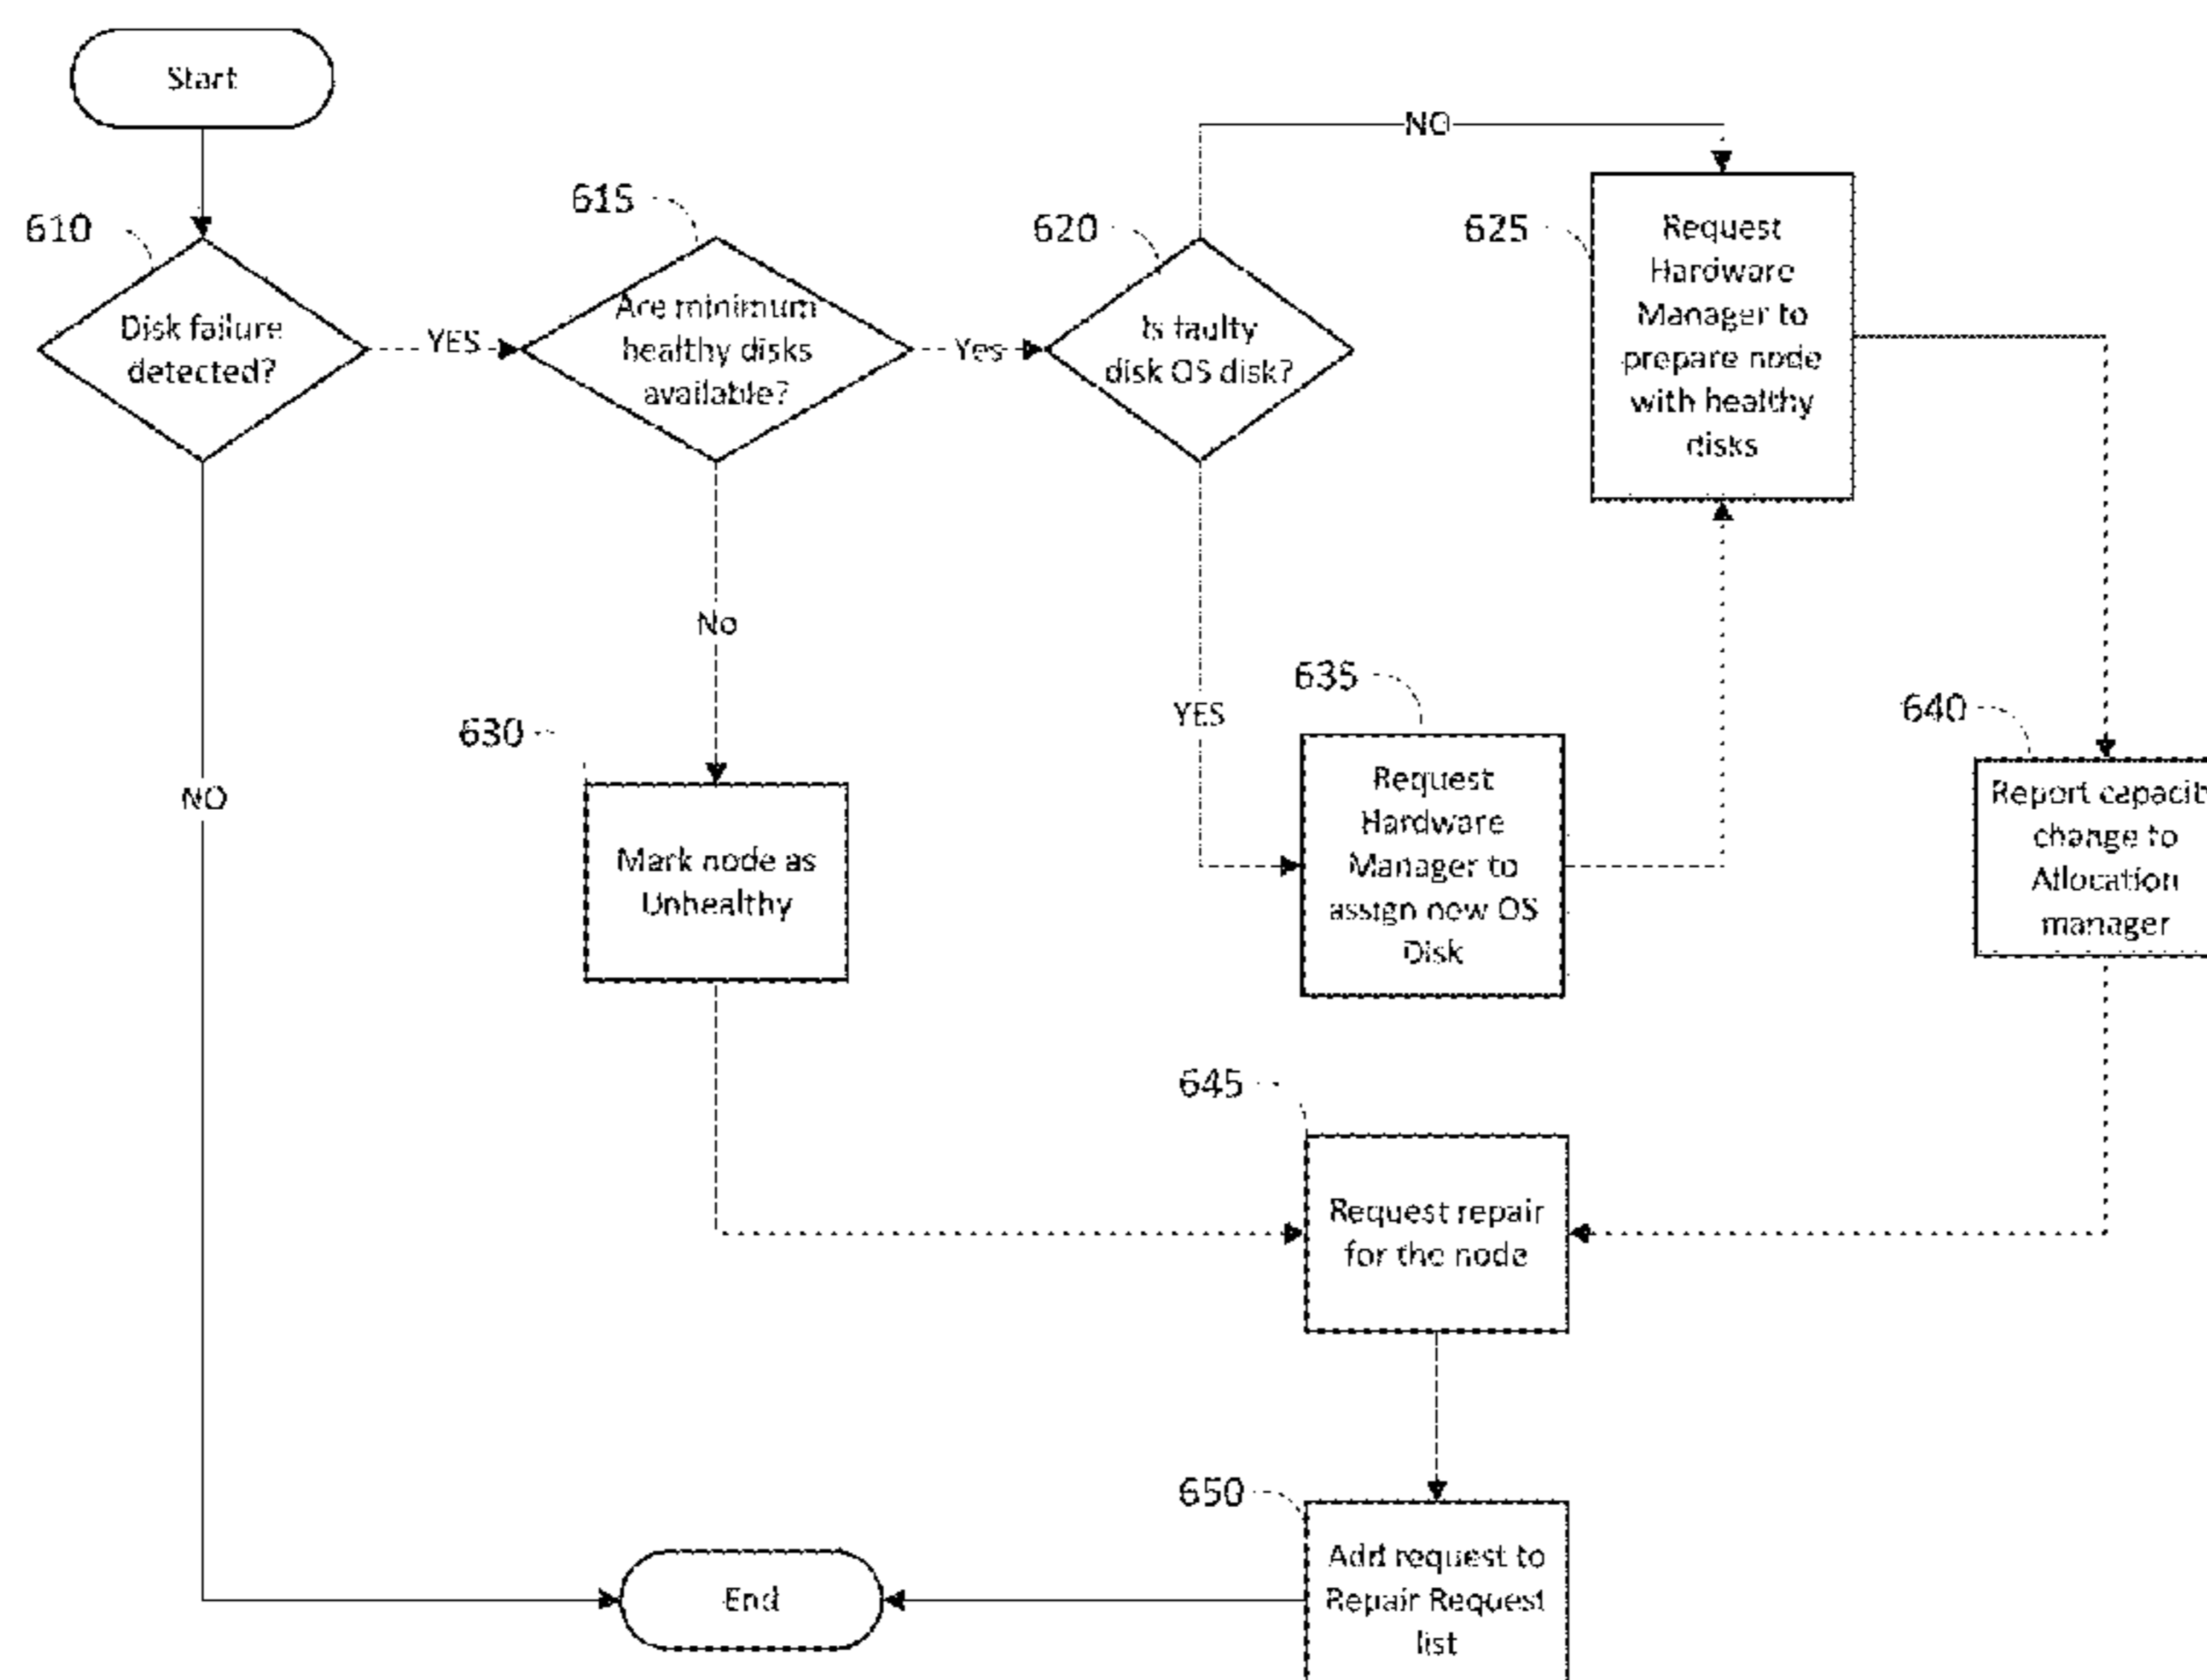 Start
610
Disk failure
detected?
YES
615
Are minimum
healthy disks
available?
Yes
620
Is faulty
disk OS disk?
NO
625
Request
Hardware
Manager to
prepare node
with healthy
disks
NO
No
630
Mark node as
Unhealthy
YES
635
Request
Hardware
Manager to
assign new OS
Disk
640
Report capacit
change to
Allocation
manager
645
Request repair
for the node
650
Add request to
Repair Request
list
End